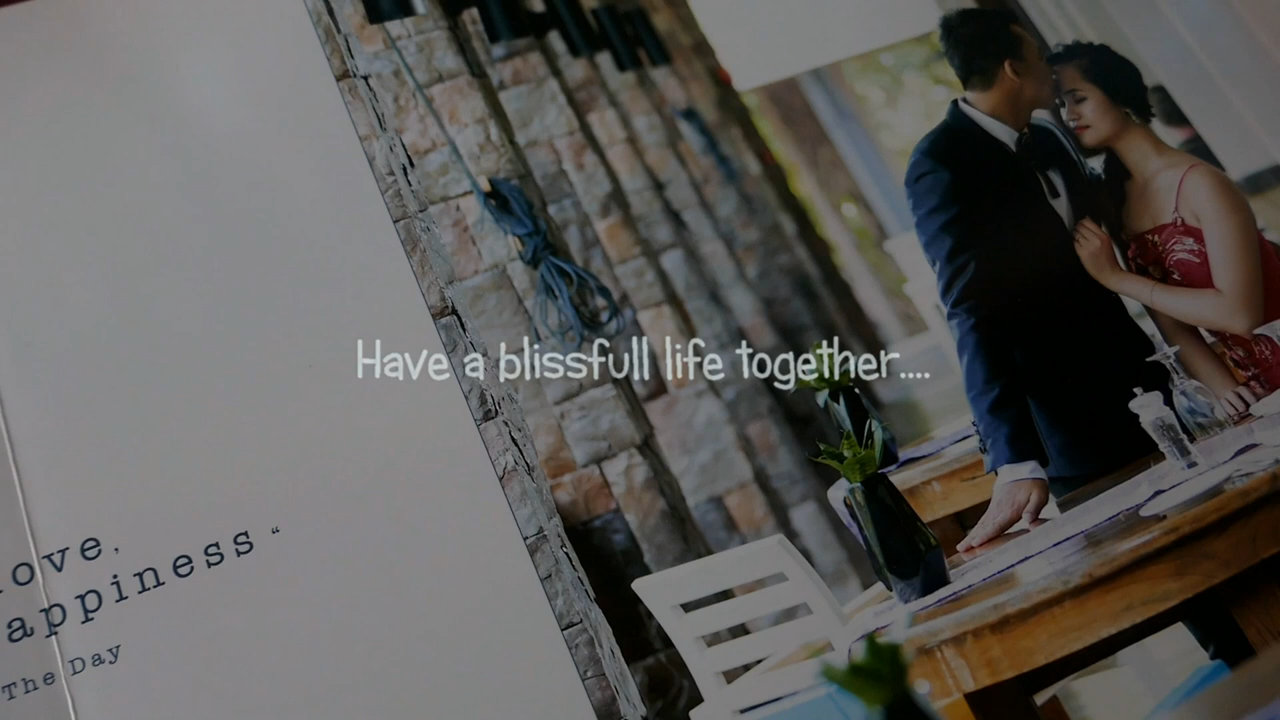 Have a blissfull life together....
ove,
appiness “
The Day